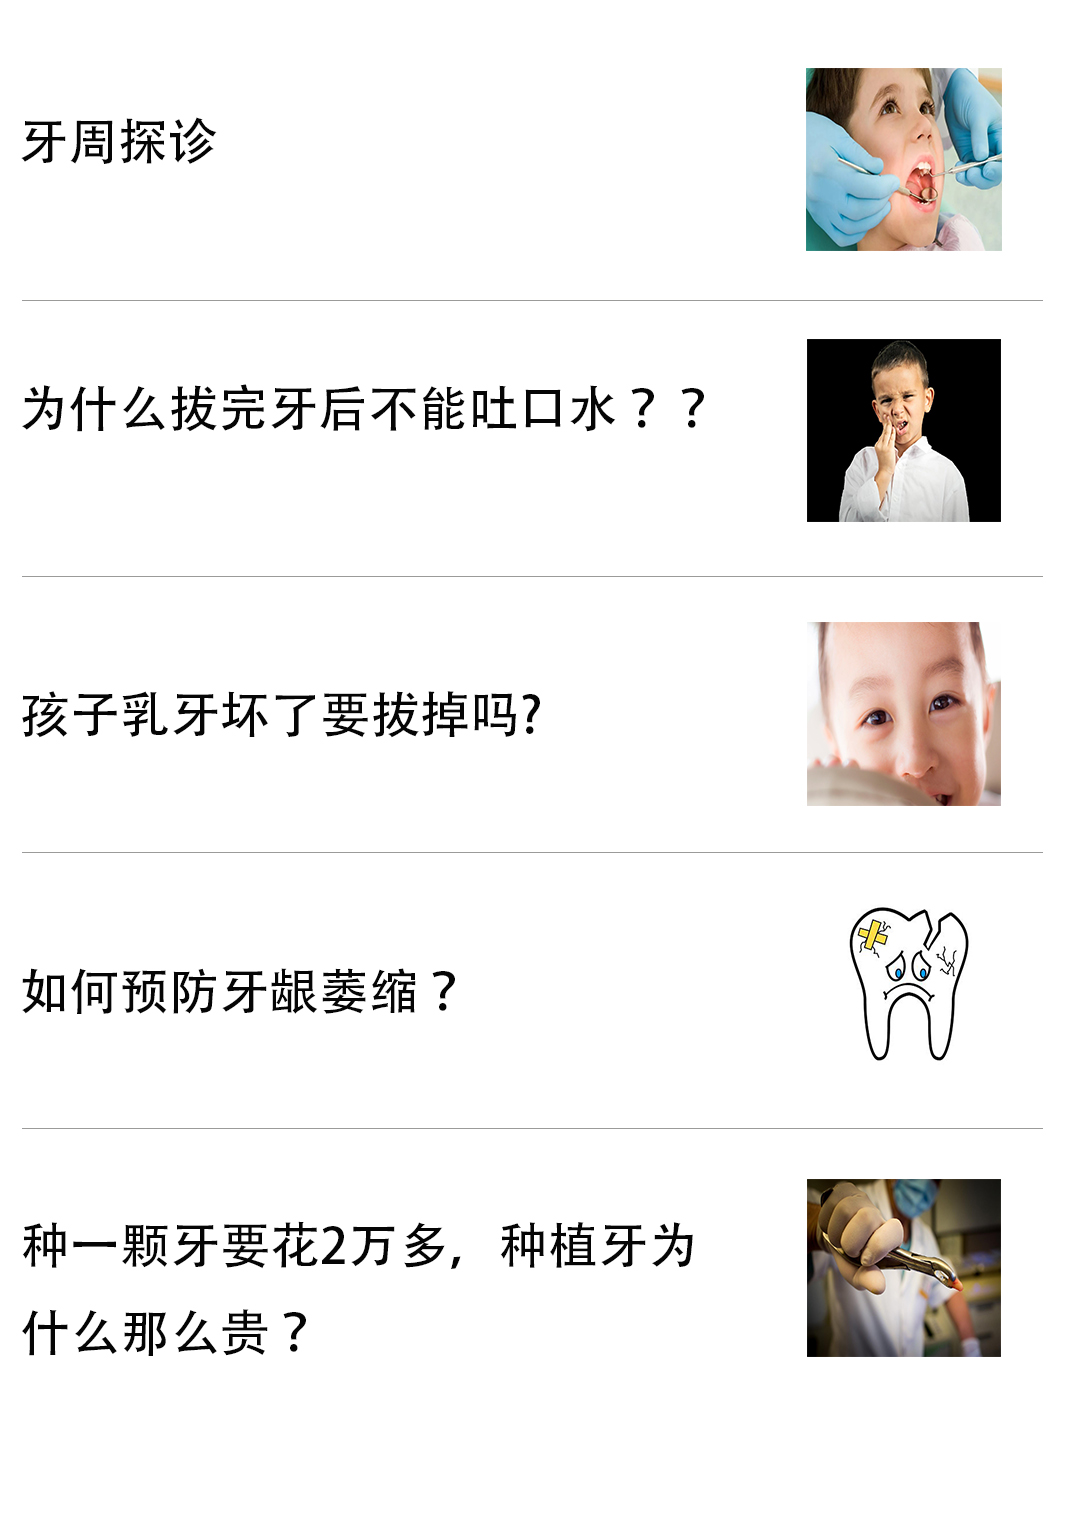 牙周探诊
为什么拔完牙后不能吐口水？？
孩子乳牙坏了要拔掉吗?
如何预防牙龈萎缩？
种一颗牙要花2万多，种植牙为
什么那么贵？